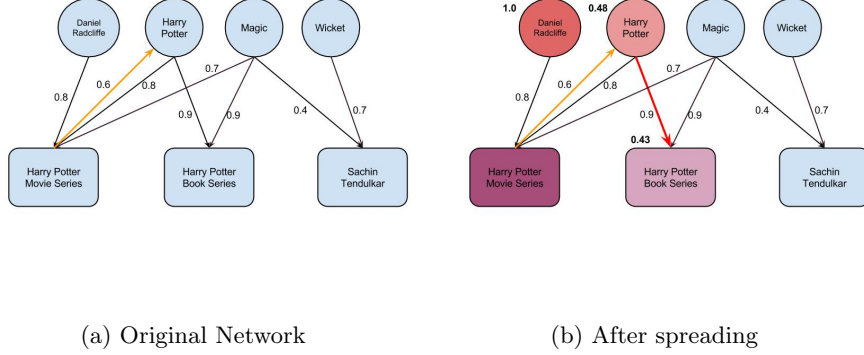 1.0
0.48
Daniel
Radcliffe
Harry
Potter
Magic
Wicket
Daniel
Radcliffe
Harry
Potter
Magic
Wicket
0.8
0.6
0.8
0.7
0.9
0.9
0.4
0.7
0.8
0.6
0.8
0.7
0.9
0.9
0.4
0.7
0.43
Harry Potter
Movie Series
Harry Potter
Book Series
Sachin
Tendulkar
Harry Potter
Movie Series
Harry Potter
Book Series
Sachin
Tendulkar
(a) Original Network
(b) After spreading